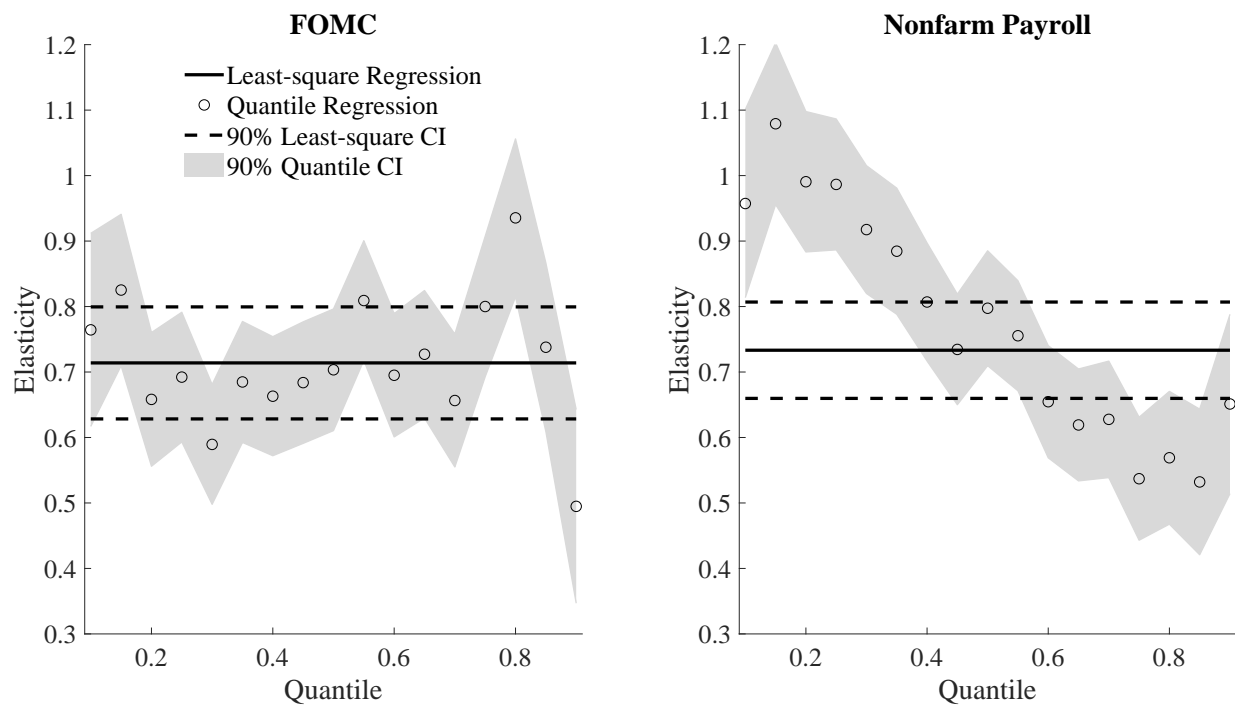 FOMC
1.2
1.1
1
0.9
0.8
0.7
0.6
0.5
0.4
0.3
Elasticity
Least-square Regression
Quantile Regression
90% Least-square CI
90% Quantile CI
0.2 0.4 0.6 0.8
Quantile
Nonfarm Payroll
1.2
1.1
1
0.9
0.8
0.7
0.6
0.5
0.4
0.3
Elasticity
0.2 0.4 0.6 0.8
Quantile